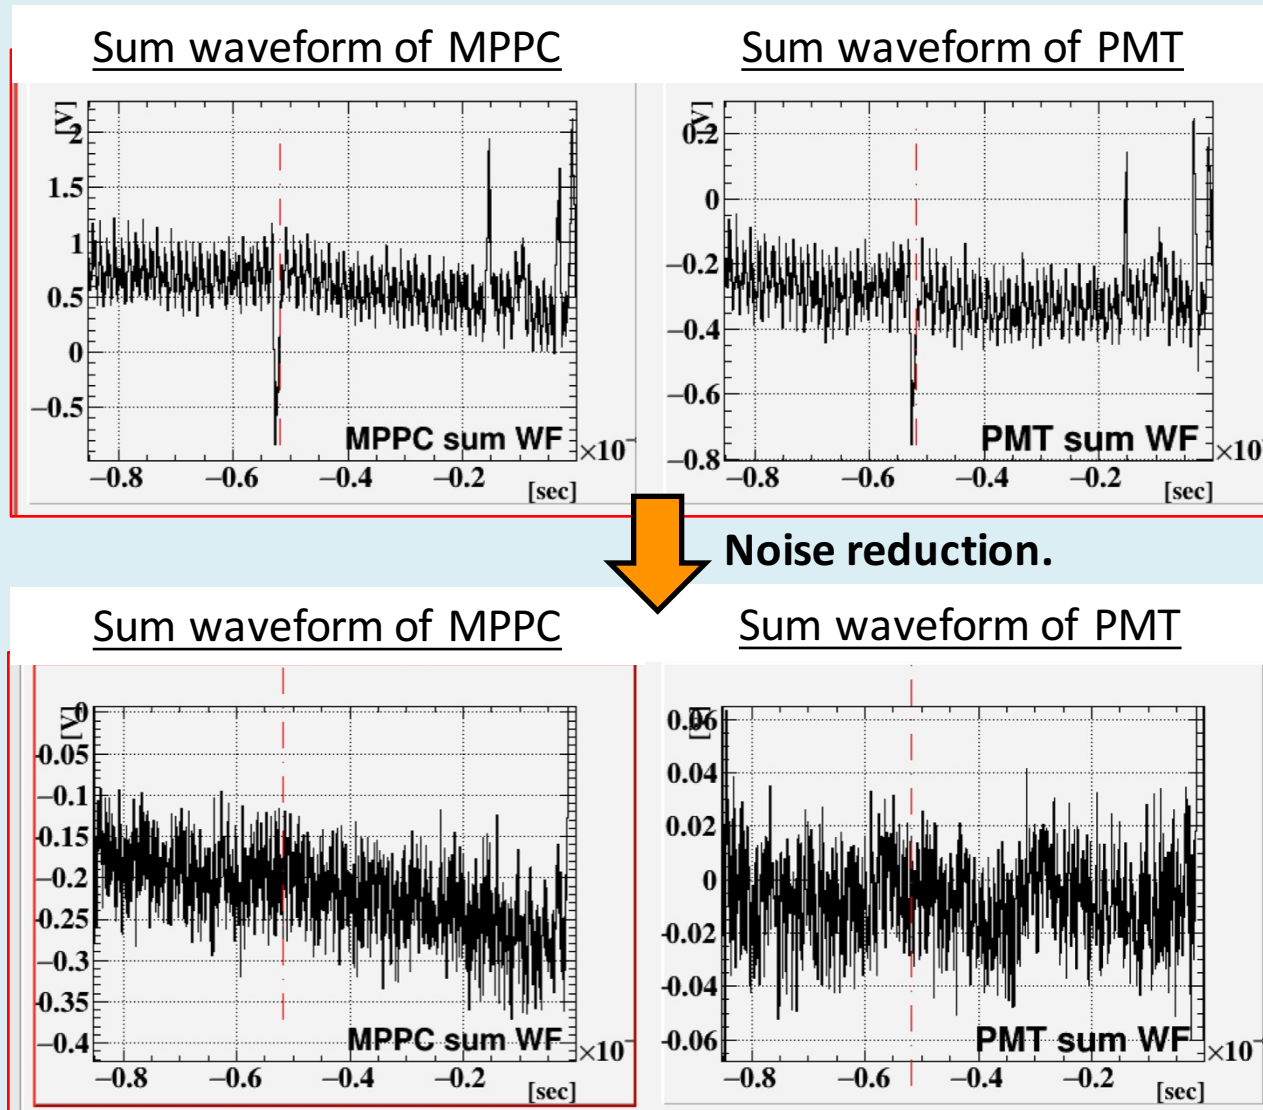 Sum waveform of MPPC
Sum waveform of PMT
[V]
2
1.5
1
0.5
0
−0.5
MPPC sum WF
×10⁻
−0.8 −0.6 −0.4 −0.2
[sec]
[V]
0.2
0
−0.2
−0.4
−0.6
−0.8
PMT sum WF
×10
−0.8 −0.6 −0.4 −0.2
[sec]
Noise reduction.
Sum waveform of MPPC
Sum waveform of PMT
[V]
0
-0.05
−0.1
-0.15
−0.2
-0.25
−0.3
-0.35
−0.4
MPPC sum WF
×10⁻
−0.8 −0.6 −0.4 −0.2
[sec]
0.06
0.04
0.02
0
-0.02
-0.04
-0.06
PMT sum WF
×10⁻
−0.8 −0.6 −0.4 −0.2
[sec]